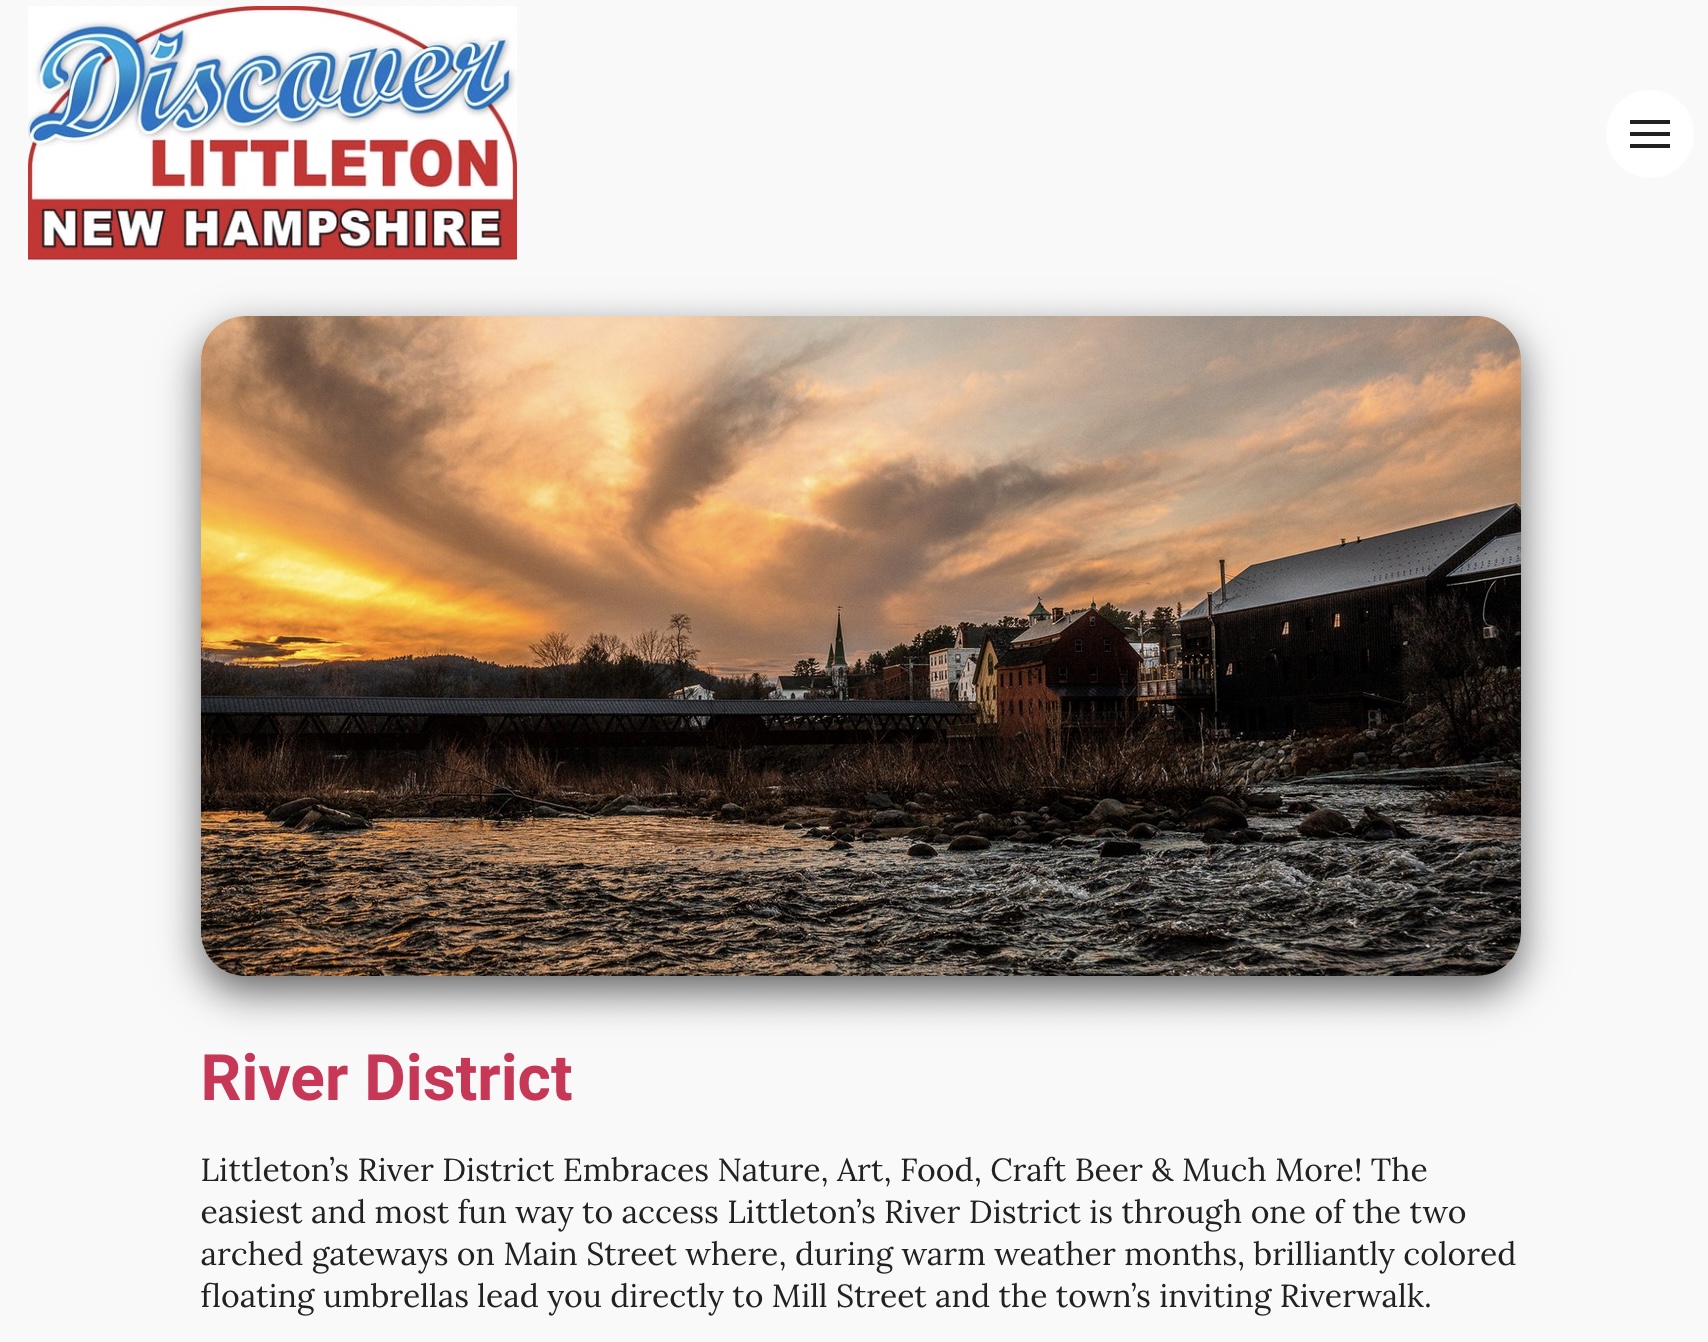 Discover
LITTLETON
NEW HAMPSHIRE
River District
Littleton’s River District Embraces Nature, Art, Food, Craft Beer & Much More! The
easiest and most fun way to access Littleton’s River District is through one of the two
arched gateways on Main Street where, during warm weather months, brilliantly colored
floating umbrellas lead you directly to Mill Street and the town’s inviting Riverwalk.